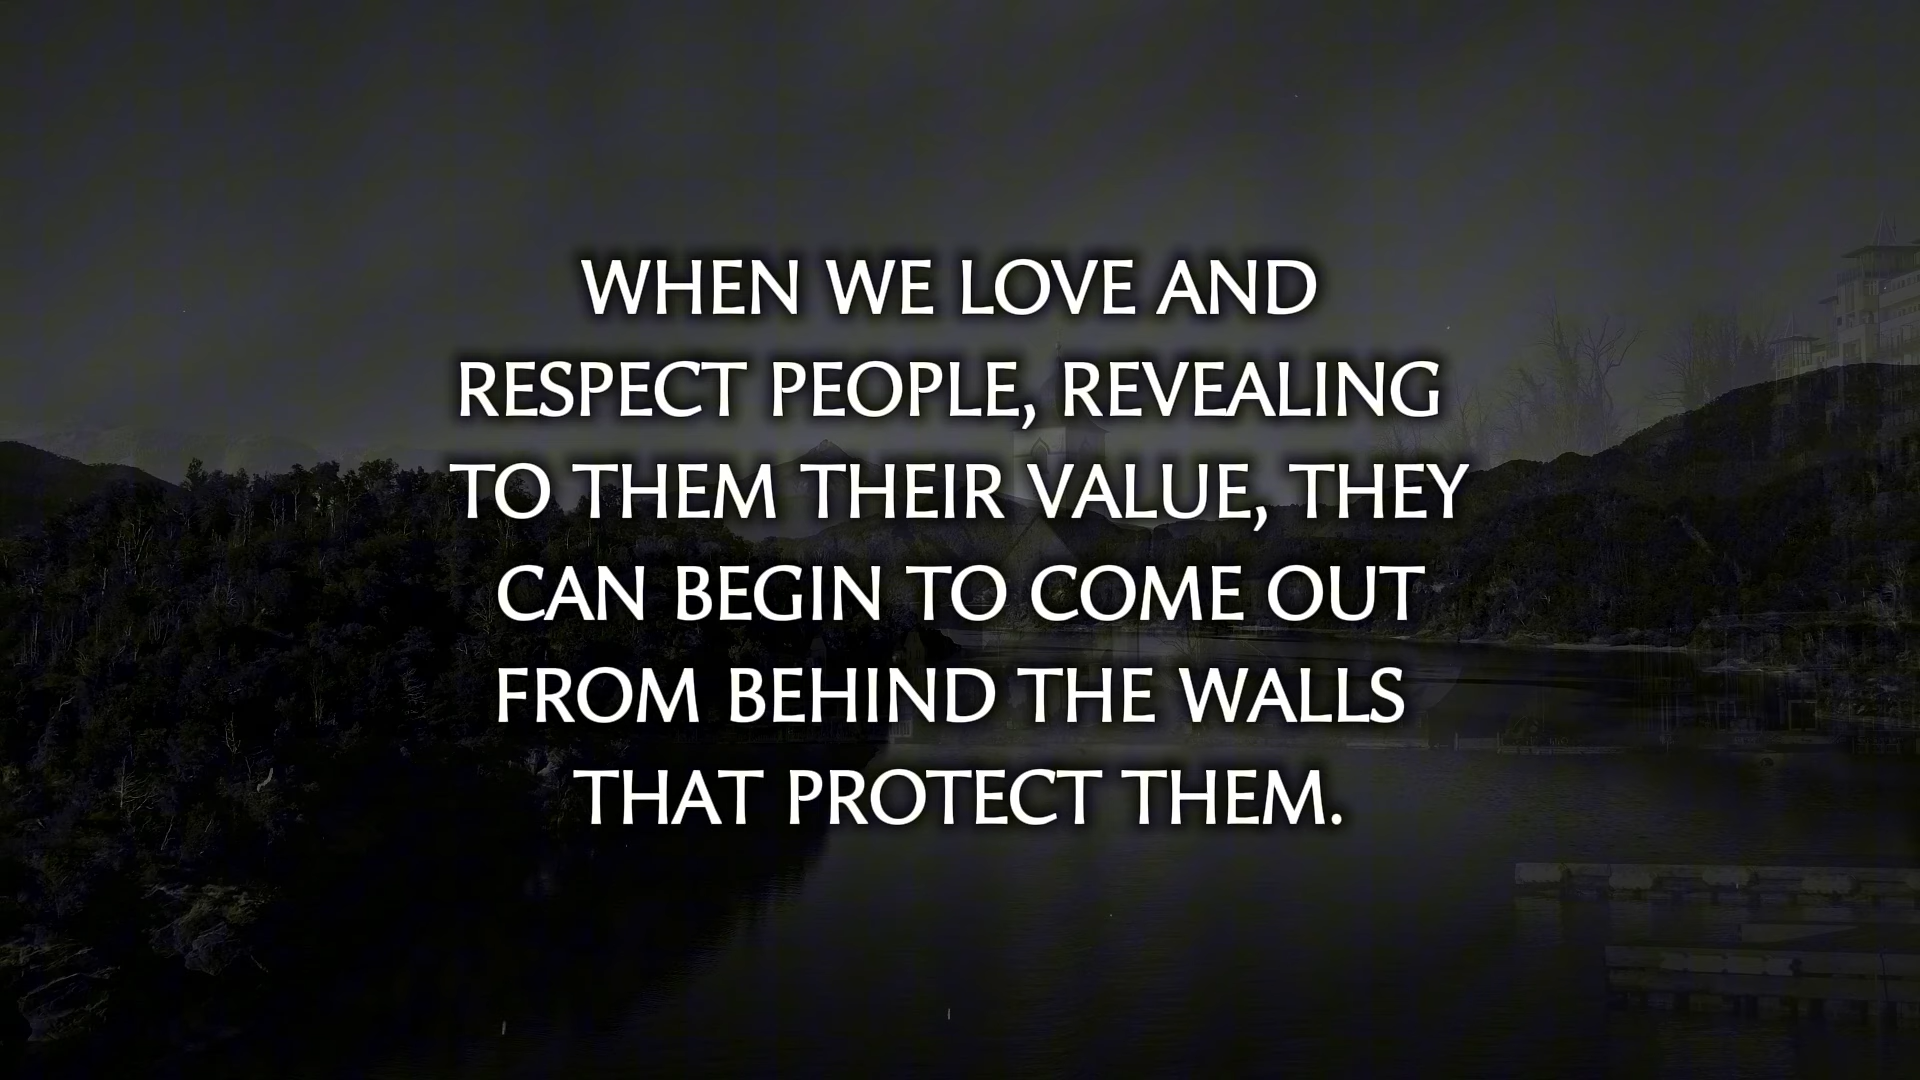 WHEN WE LOVE AND
RESPECT PEOPLE, REVEALING
TO THEM THEIR VALUE, THEY
CAN BEGIN TO COME OUT
FROM BEHIND THE WALLS
THAT PROTECT THEM.